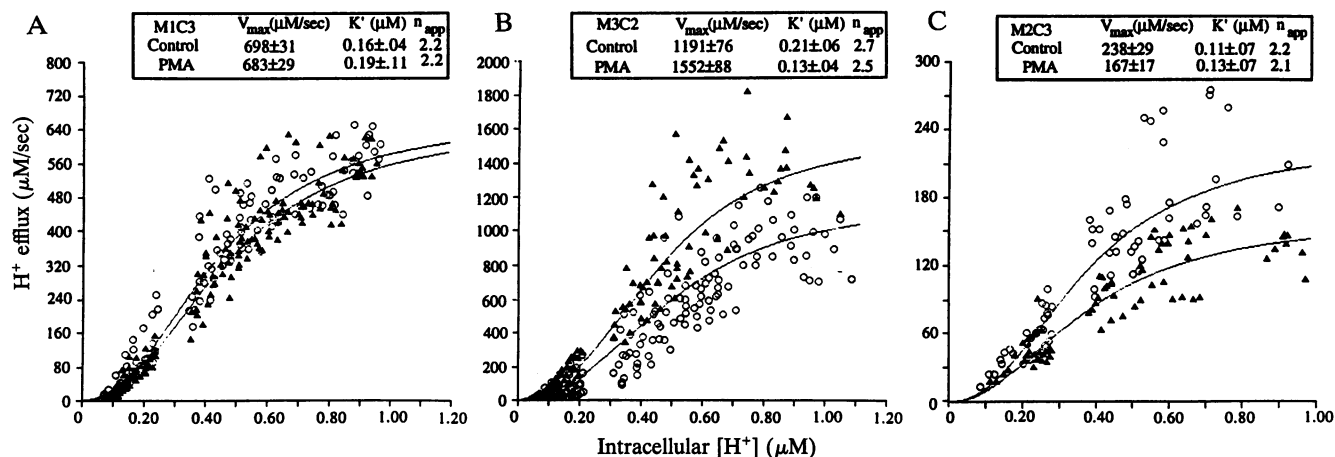 A
M1C3 Vmax(μM/sec) K' (μM) napp
Control 698±31 0.16±.04 2.2
PMA 683±29 0.19±.11 2.2
B
M3C2 Vmax(μM/sec) K' (μM) napp
Control 1191±76 0.21±.06 2.7
PMA 1552±88 0.13±.04 2.5
C
M2C3 Vmax(μM/sec) K' (μM) napp
Control 238±29 0.11±.07 2.2
PMA 167±17 0.13±.07 2.1
H+ efflux (μM/sec)
800
720
640
560
480
400
320
240
160
80
0
0.20 0.40 0.60 0.80 1.00 1.20
2000
1800
1600
1400
1200
1000
800
600
400
200
0
0.20 0.40 0.60 0.80 1.00 1.20
300
240
180
120
60
0
0.20 0.40 0.60 0.80 1.00
Intracellular [H+] (μM)